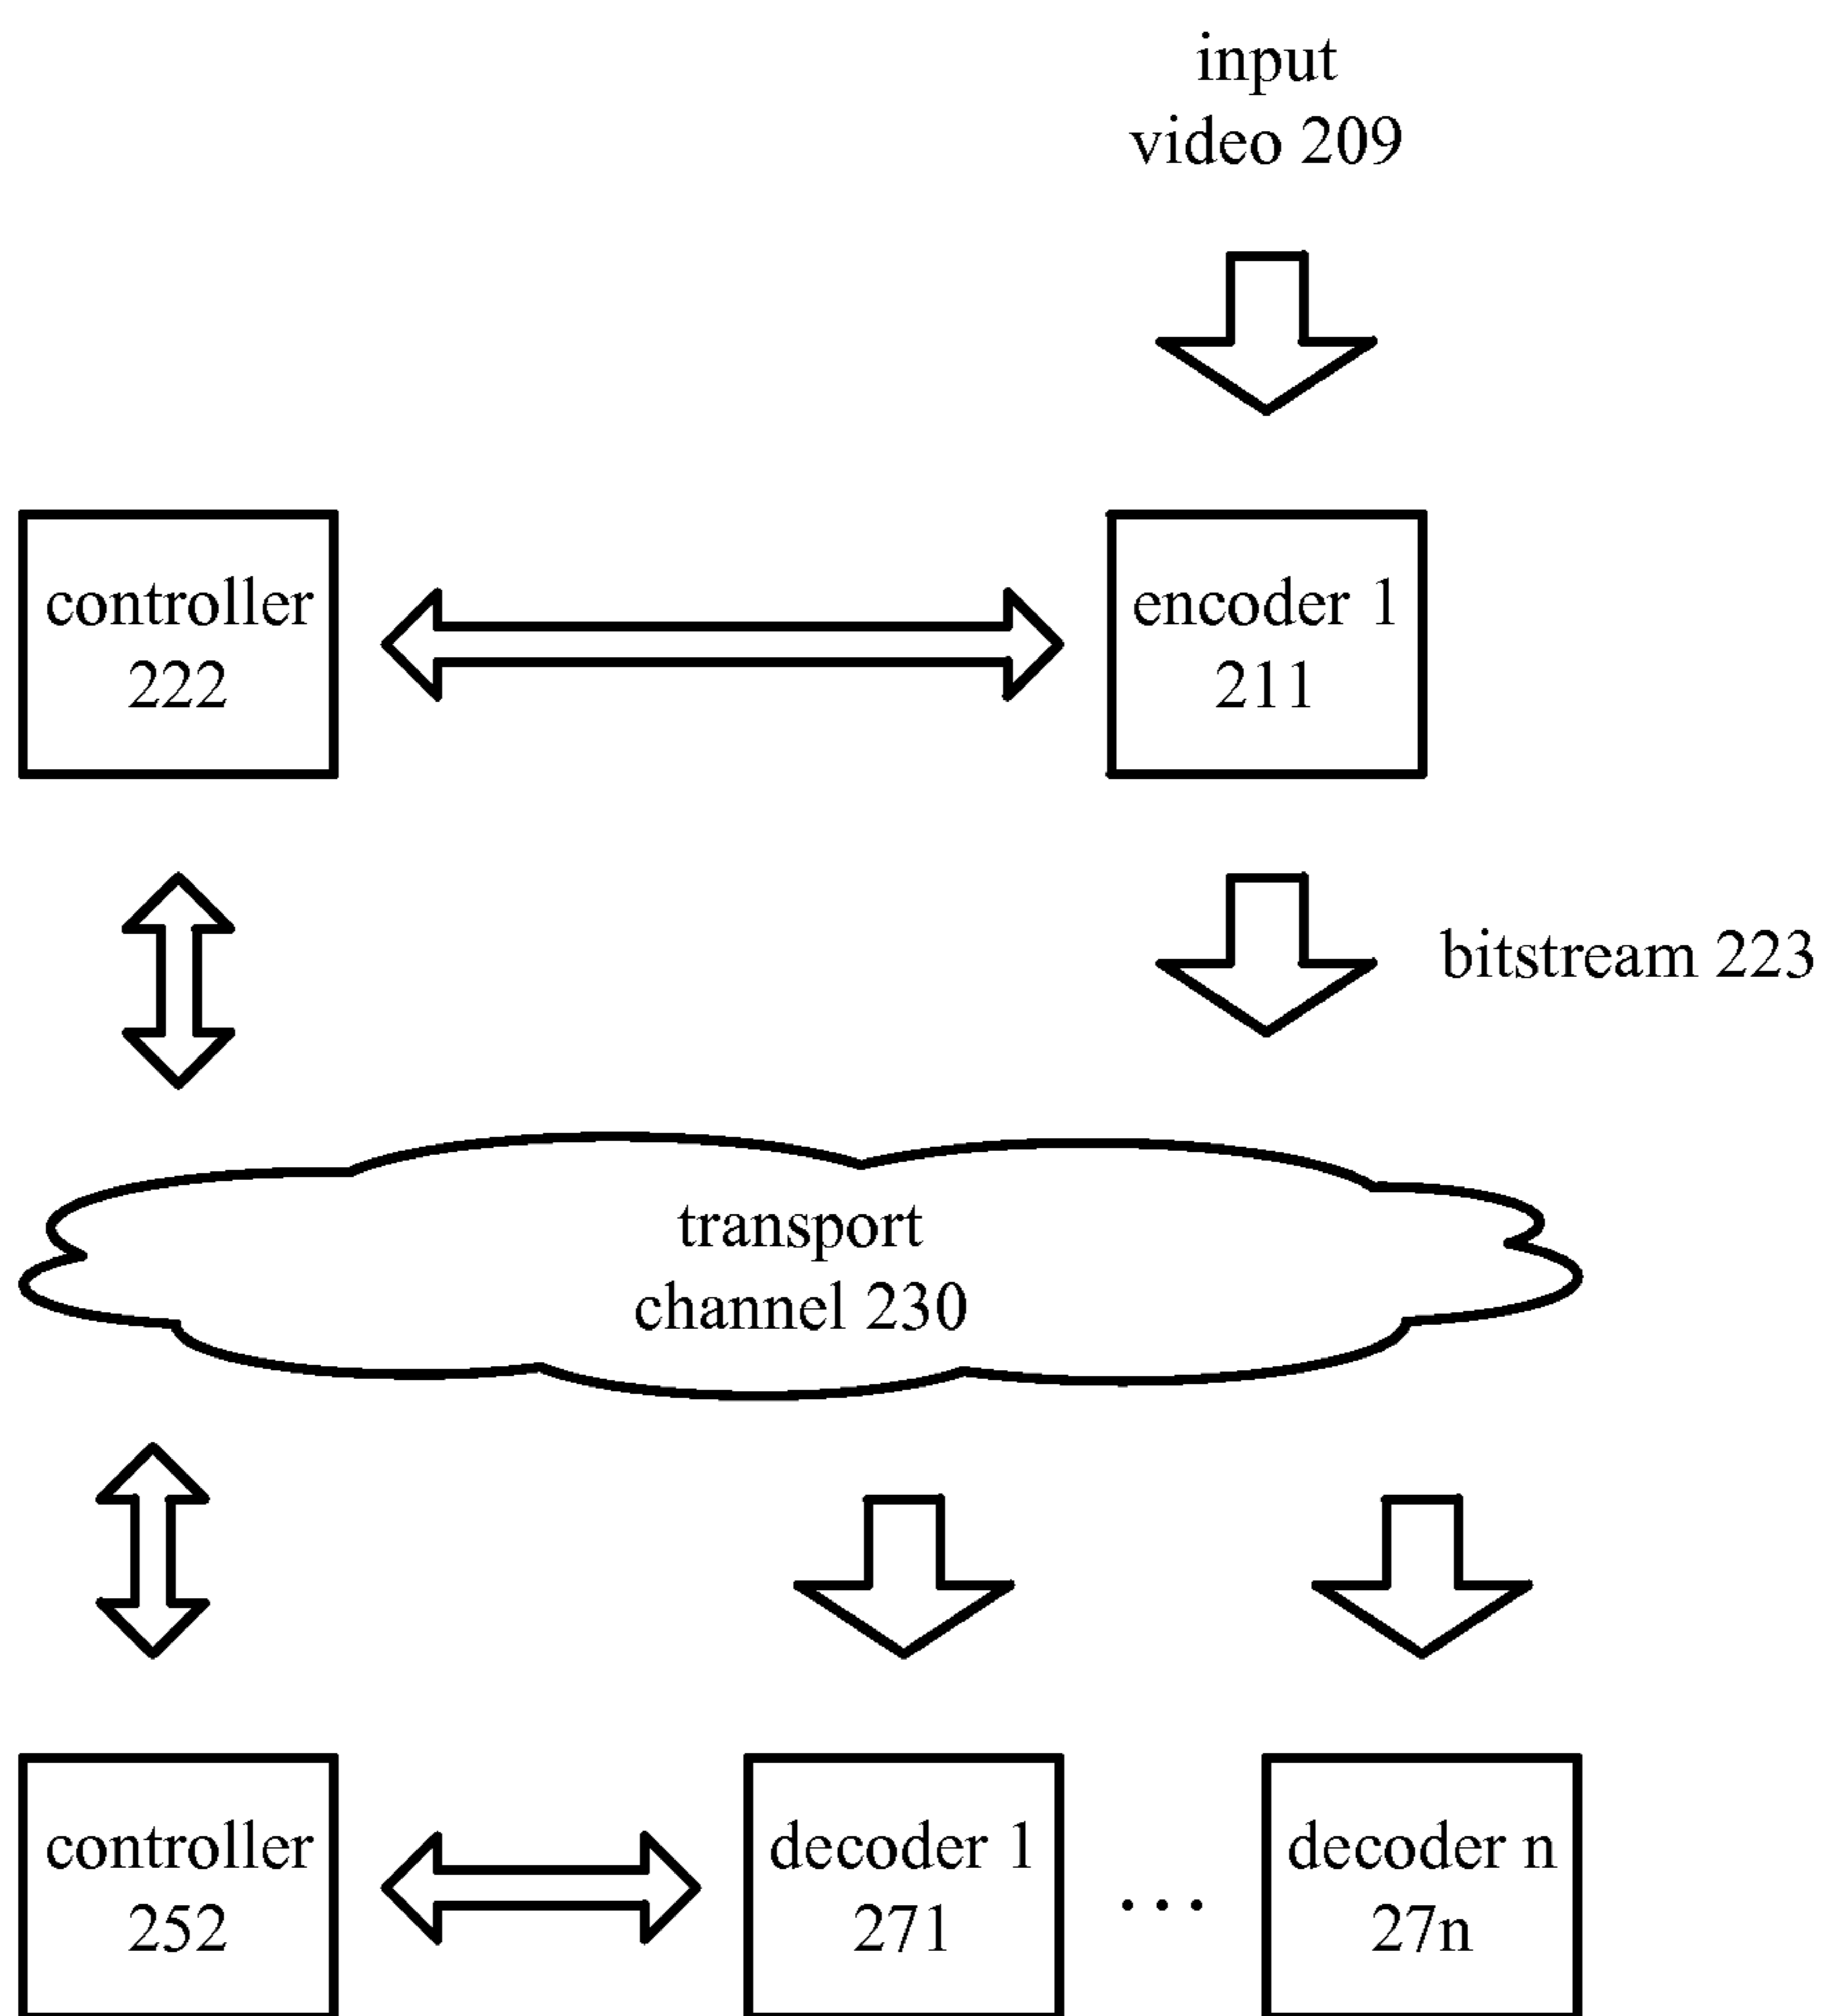 input
video 209
controller
222
encoder 1
211
bitstream 223
transport
channel 230
controller
252
decoder 1
271
...
decoder n
27n